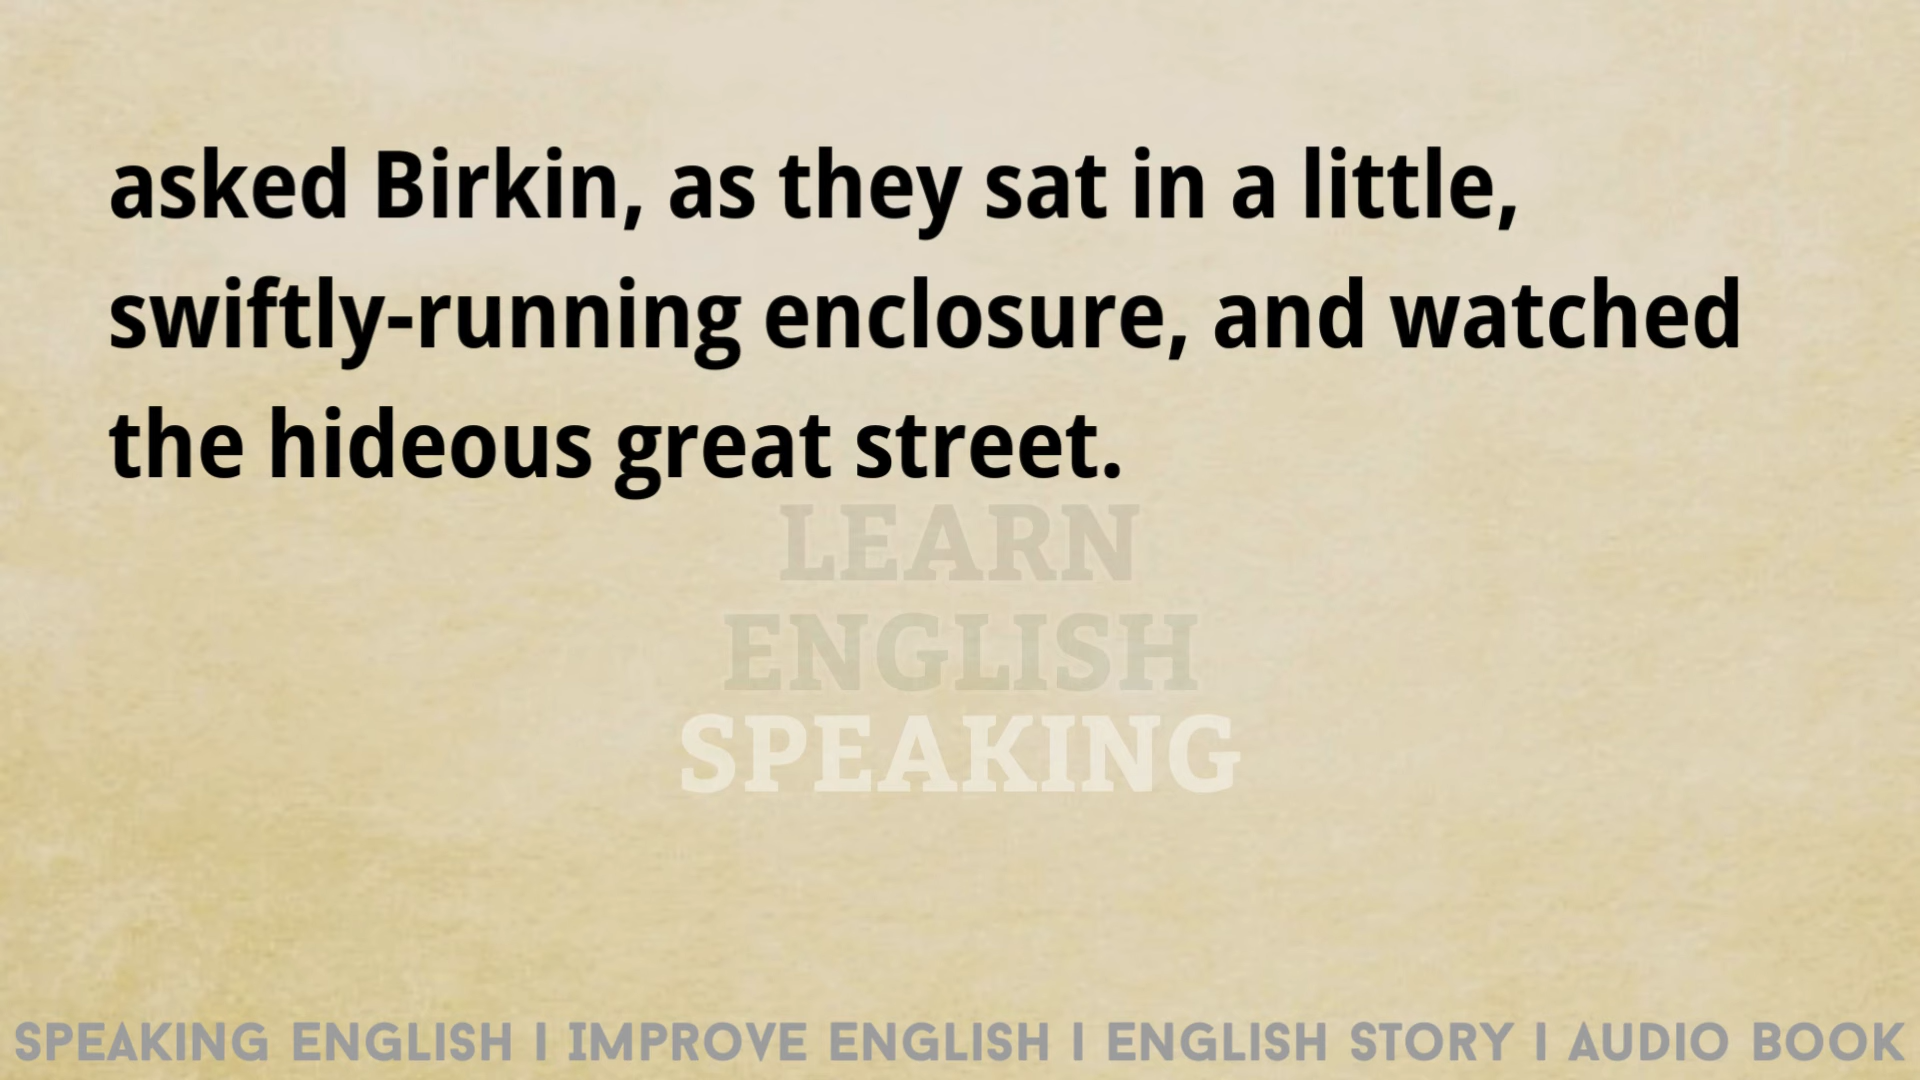 asked Birkin, as they sat in a little,
swiftly-running enclosure, and watched
the hideous great street.
LEARN
ENGLISH
SPEAKING
SPEAKING ENGLISH I IMPROVE ENGLISH I ENGLISH STORY I AUDIO BOOK